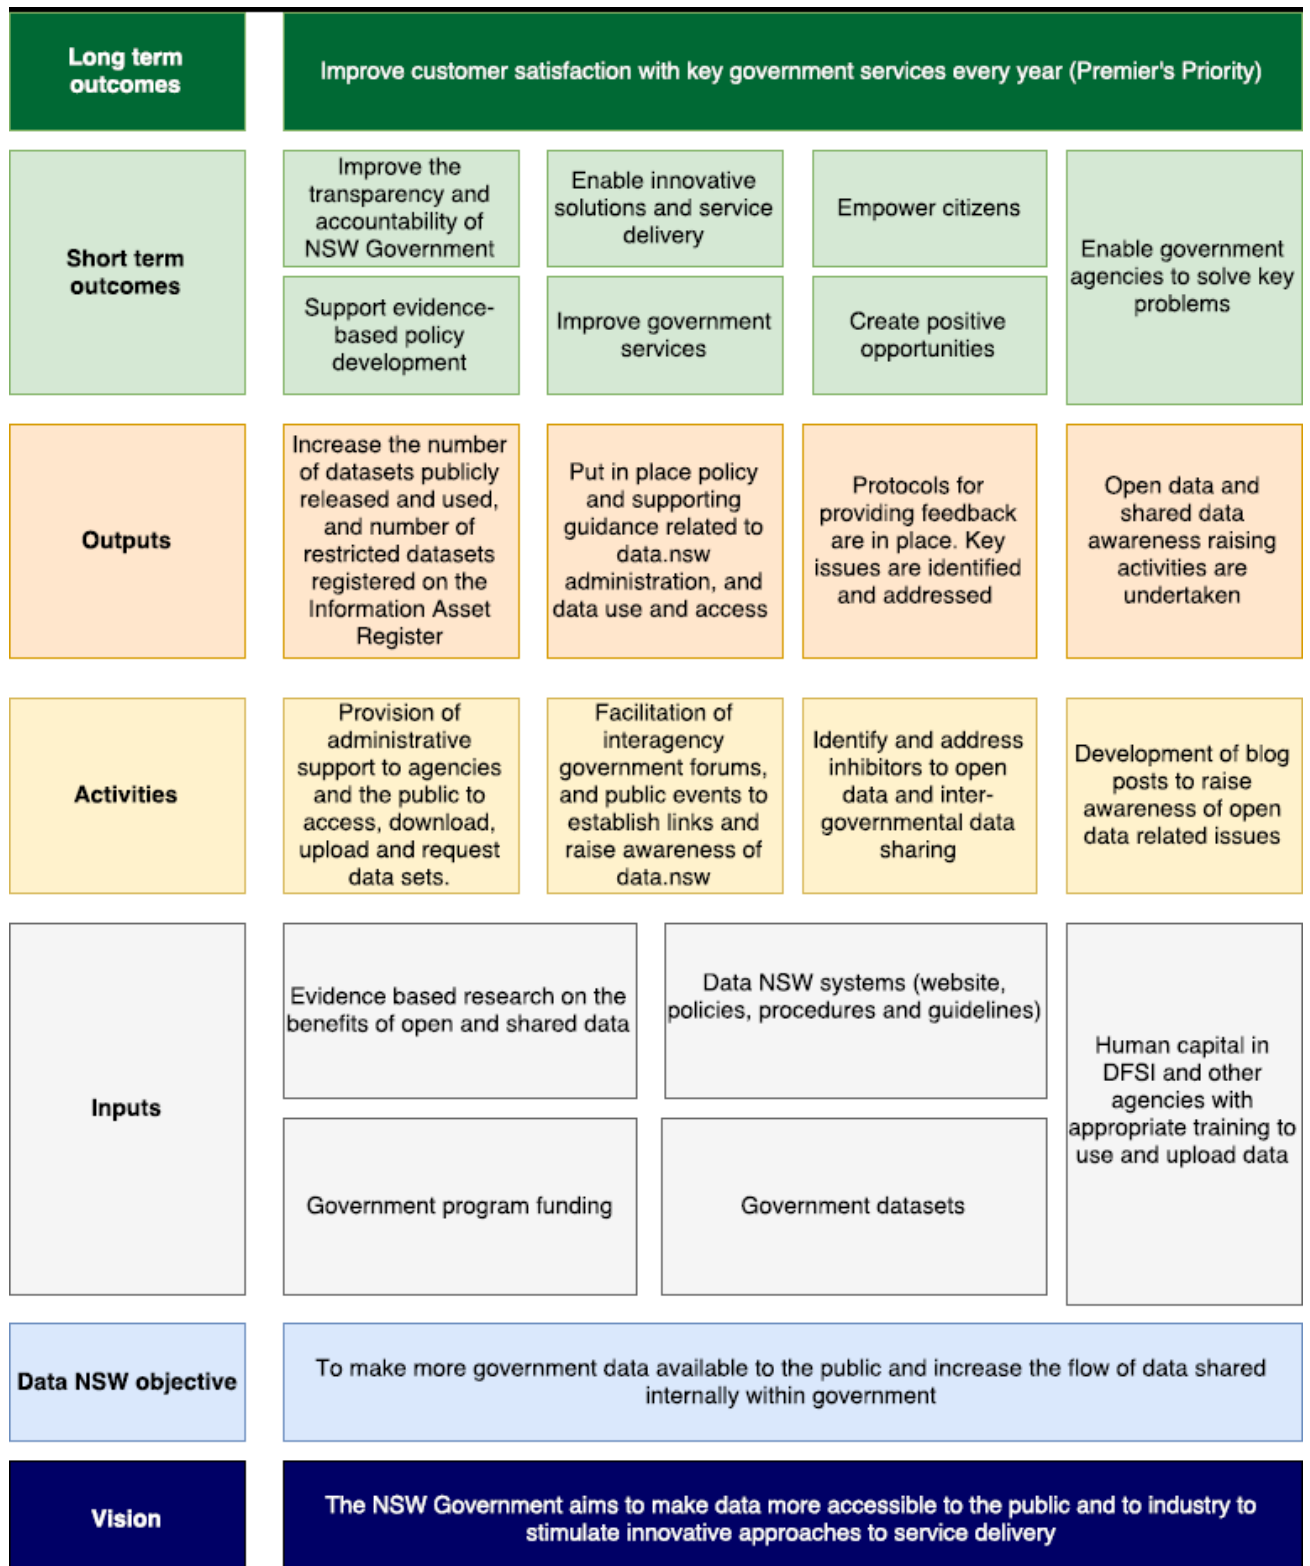 Long term
outcomes
Improve customer satisfaction with key government services every year (Premier's Priority)
Short term
outcomes
Improve the
transparency and
accountability of
NSW Government
Enable innovative
solutions and service
delivery
Empower citizens
Enable government
agencies to solve key
problems
Support evidence-
based policy
development
Improve government
services
Create positive
opportunities
Outputs
Increase the number
of datasets publicly
released and used,
and number of
restricted datasets
registered on the
Information Asset
Register
Put in place policy
and supporting
guidance related to
data.nsw
administration, and
data use and access
Protocols for
providing feedback
are in place. Key
issues are identified
and addressed
Open data and
shared data
awareness raising
activities are
undertaken
Activities
Provision of
administrative
support to agencies
and the public to
access, download,
upload and request
data sets.
Facilitation of
interagency
government forums,
and public events to
establish links and
raise awareness of
data.nsw
Identify and address
inhibitors to open
data and inter-
governmental data
sharing
Development of blog
posts to raise
awareness of open
data related issues
Inputs
Evidence based research on the
benefits of open and shared data
Data NSW systems (website,
policies, procedures and guidelines)
Human capital in
DFSI and other
agencies with
appropriate training to
use and upload data
Government program funding
Government datasets
Data NSW objective
To make more government data available to the public and increase the flow of data shared
internally within government
Vision
The NSW Government aims to make data more accessible to the public and to industry to
stimulate innovative approaches to service delivery